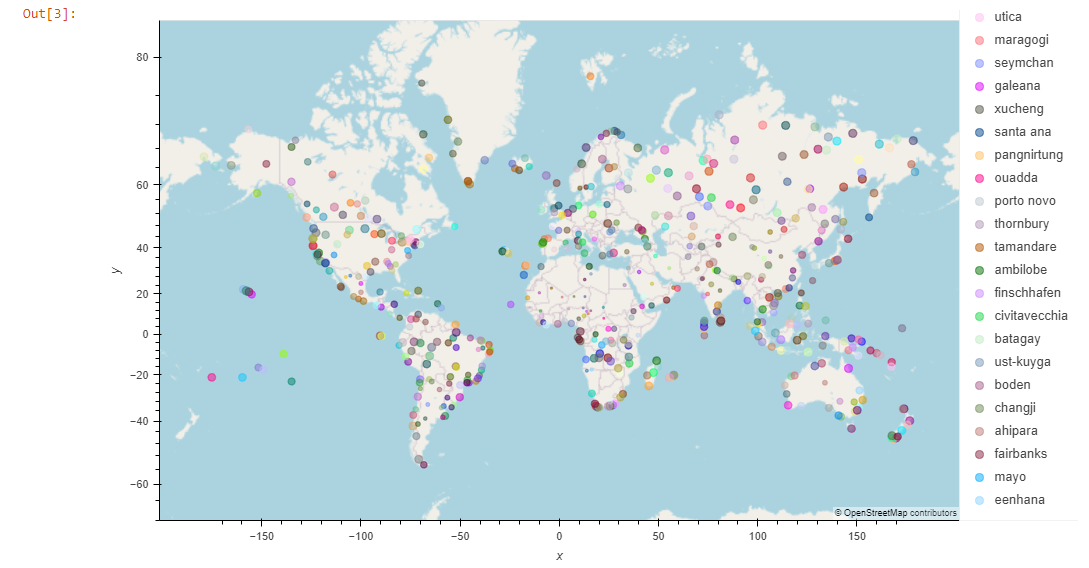 Out[3]:
80
60
40
20
0
−20
−40
−60
y
−150
−100
−50
0
50
100
150
x
© OpenStreetMap contributors
utica
maragogi
seymchan
galeana
xucheng
santa ana
pangnirtung
ouadda
porto novo
thornbury
tamandare
ambilobe
finschhafen
civitavecchia
batagay
ust-kuyga
boden
changji
ahipara
fairbanks
mayo
eenhana